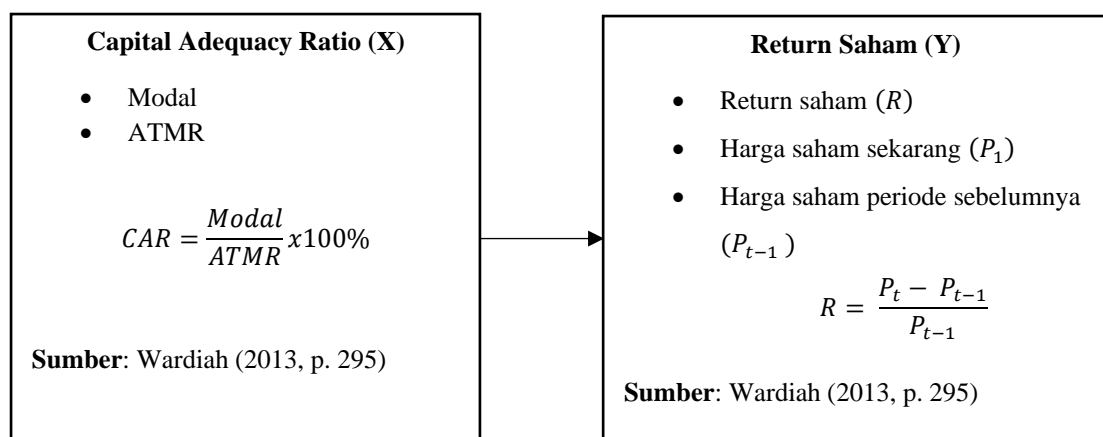 Capital Adequacy Ratio (X)
• Modal
• ATMR
CAR = Modal / ATMR x100%
Sumber: Wardiah (2013, p. 295)
Return Saham (Y)
• Return saham (R)
• Harga saham sekarang (P₁)
• Harga saham periode sebelumnya
(Pₜ₋₁ )
R = Pₜ − Pₜ₋₁ / Pₜ₋₁
Sumber: Wardiah (2013, p. 295)